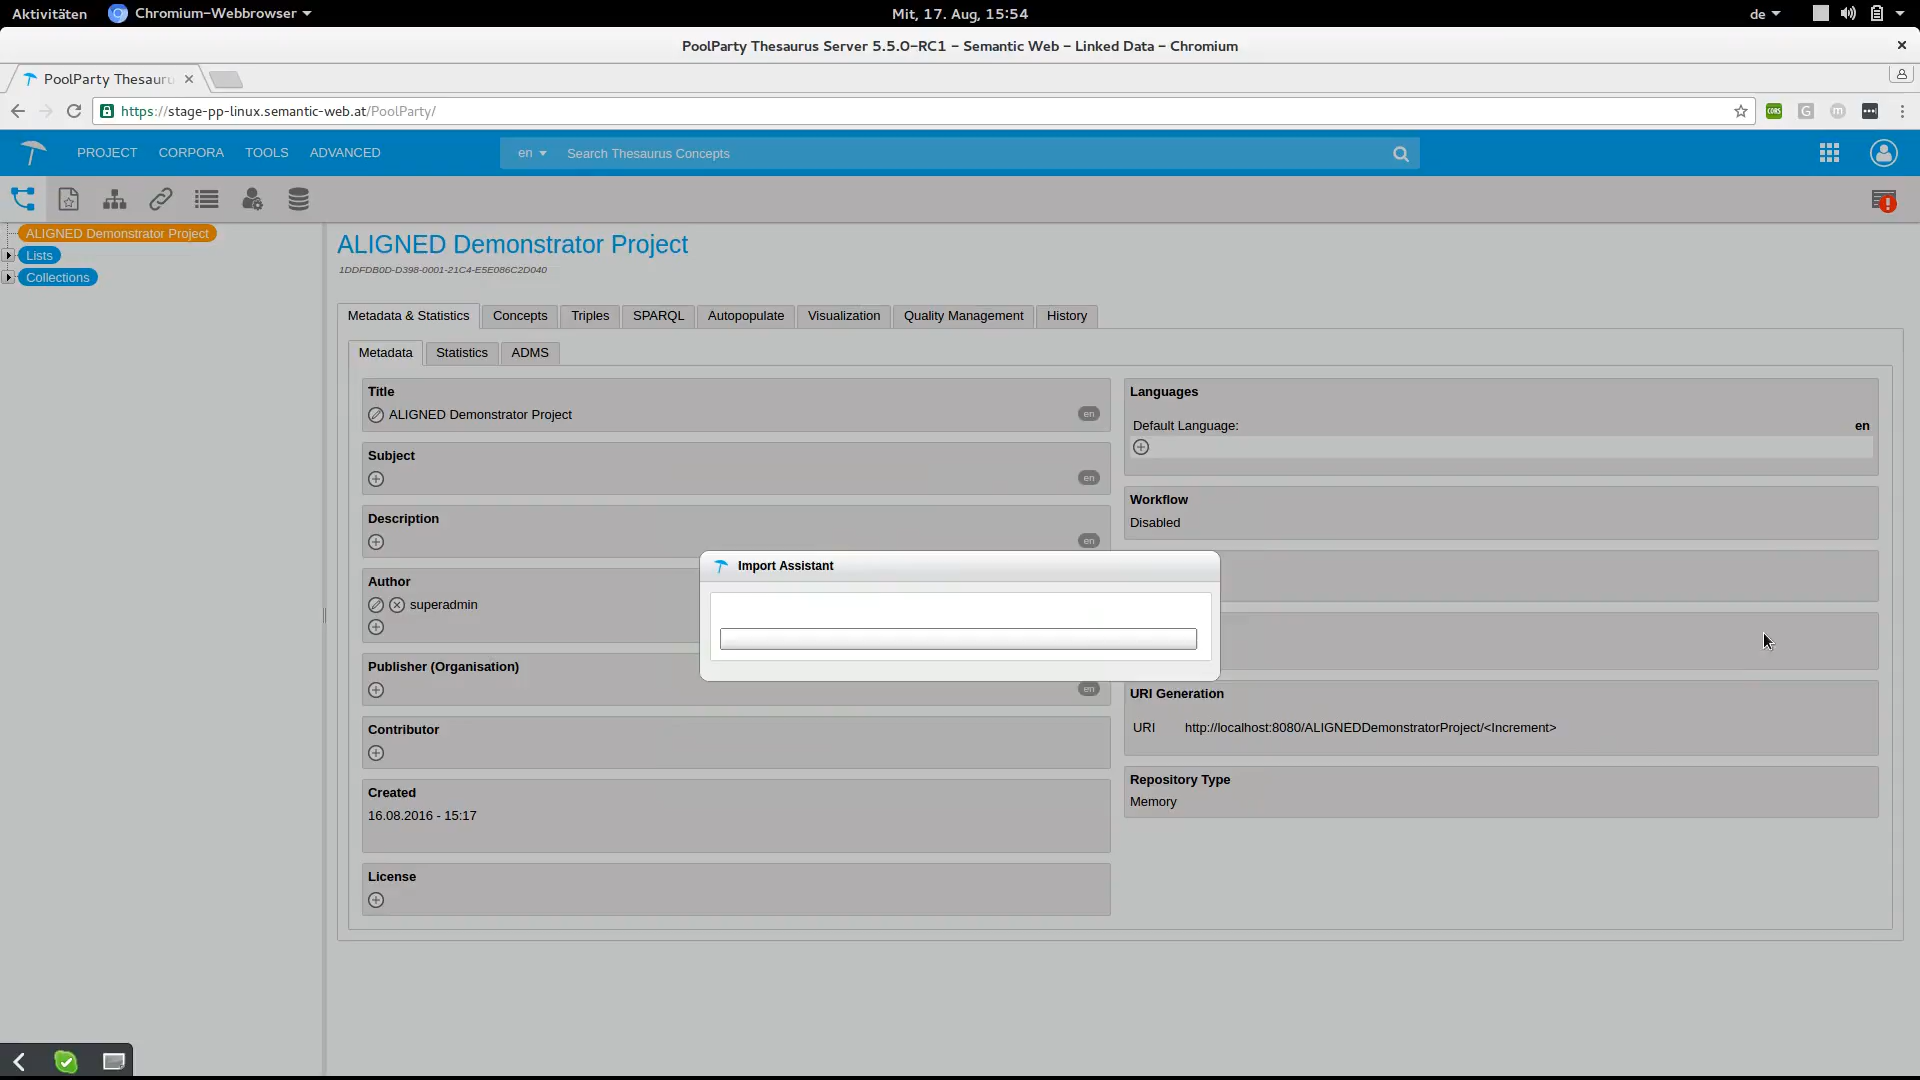 Aktivitäten
Chromium-Webbrowser
Mit, 17. Aug, 15:54
de
PoolParty Thesaurus Server 5.5.0-RC1 – Semantic Web – Linked Data – Chromium
PoolParty Thesauru
https://stage-pp-linux.semantic-web.at/PoolParty/
CORS
G
m
PROJECT CORPORA TOOLS ADVANCED
en
Search Thesaurus Concepts
ALIGNED Demonstrator Project
Lists
Collections
ALIGNED Demonstrator Project
1DDFDB0D-D398-0001-21C4-E5E086C2D040
Metadata & Statistics Concepts Triples SPARQL Autopopulate Visualization Quality Management History
Metadata Statistics ADMS
Title
ALIGNED Demonstrator Project en
Subject
en
Description
en
Author
superadmin
Publisher (Organisation)
en
Contributor
Created
16.08.2016 - 15:17
License
Languages
Default Language: en
Workflow
Disabled
URI Generation
URI http://localhost:8080/ALIGNEDDemonstratorProject/<Increment>
Repository Type
Memory
Import Assistant